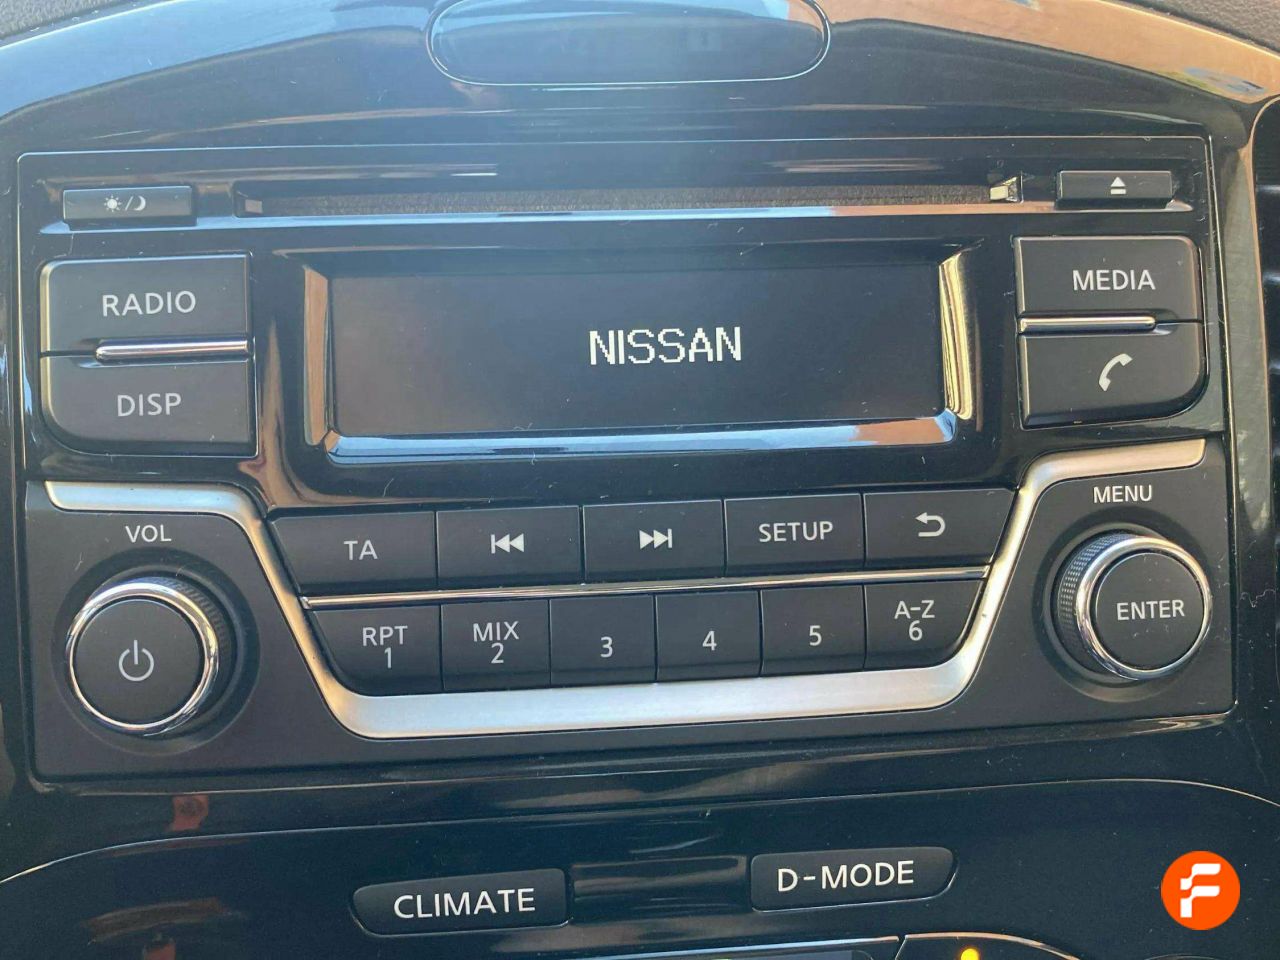 RADIO
MEDIA
NISSAN
DISP
VOL
MENU
TA
SETUP
RPT
1
MIX
2
3
4
5
A-Z
6
ENTER
CLIMATE
D-MODE